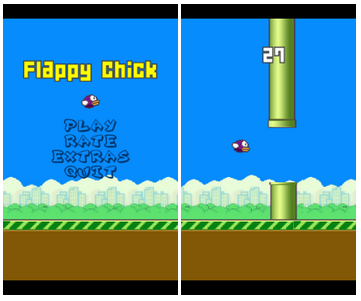 Flappy Chick
PLAY
RATE
EXTRAS
QUIT
27